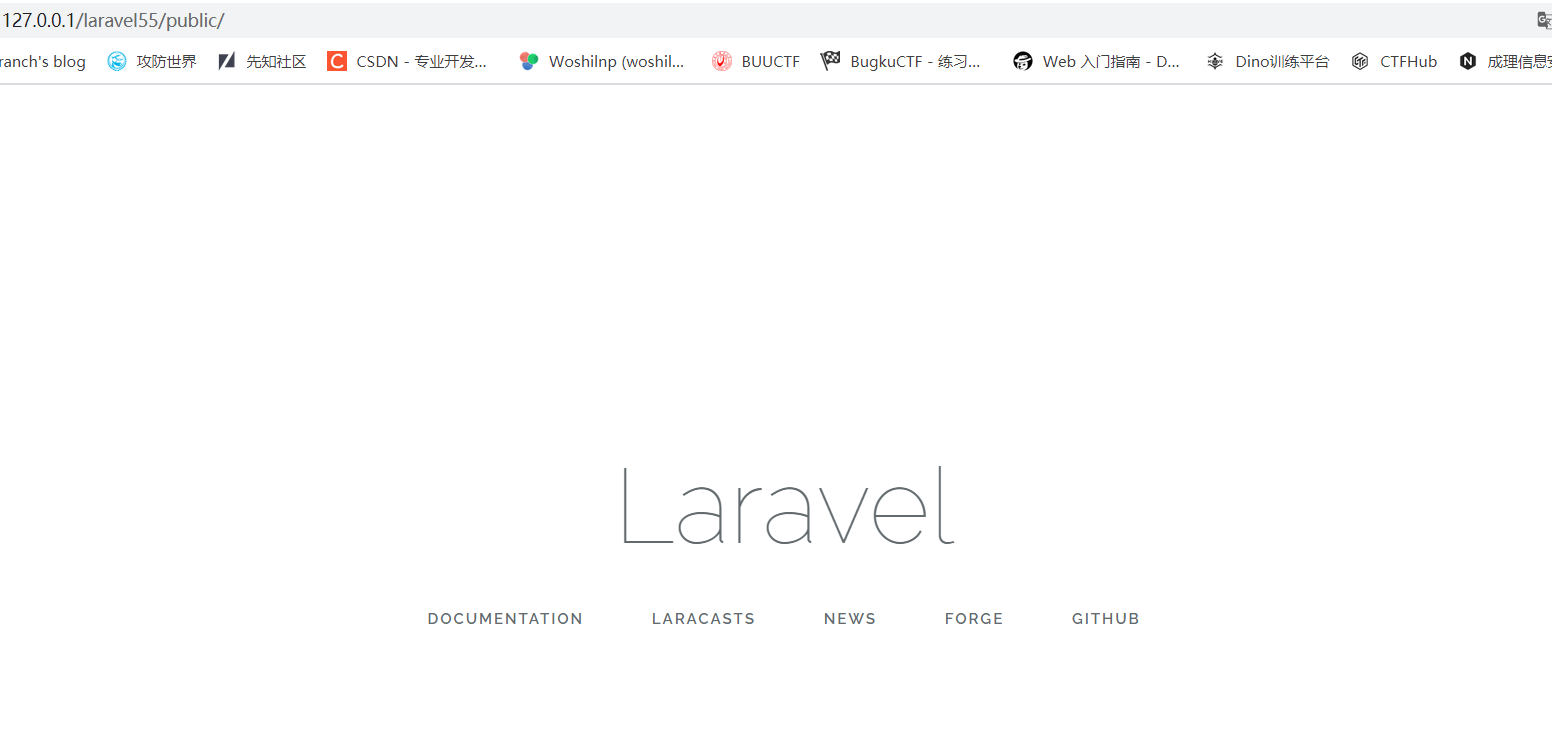 127.0.0.1/laravel55/public/
ranch's blog 攻防世界 先知社区 CSDN - 专业开发... Woshilnp (woshil... BUUCTF BugkuCTF - 练习... Web 入门指南 - D... Dino训练平台 CTFHub 成理信息安
Laravel
DOCUMENTATION LARACASTS NEWS FORGE GITHUB